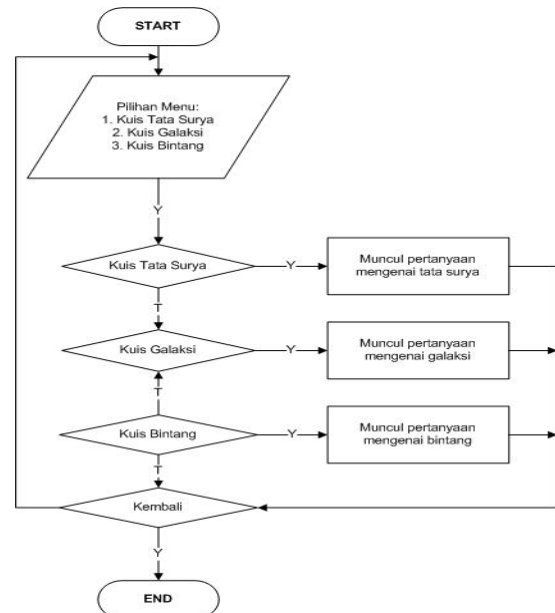 START
Pilihan Menu:
1. Kuis Tata Surya
2. Kuis Galaksi
3. Kuis Bintang
Y
Kuis Tata Surya
Y
Muncul pertanyaan
mengenai tata surya
T
Kuis Galaksi
Y
Muncul pertanyaan
mengenai galaksi
T
Kuis Bintang
Y
Muncul pertanyaan
mengenai bintang
T
Kembali
Y
END